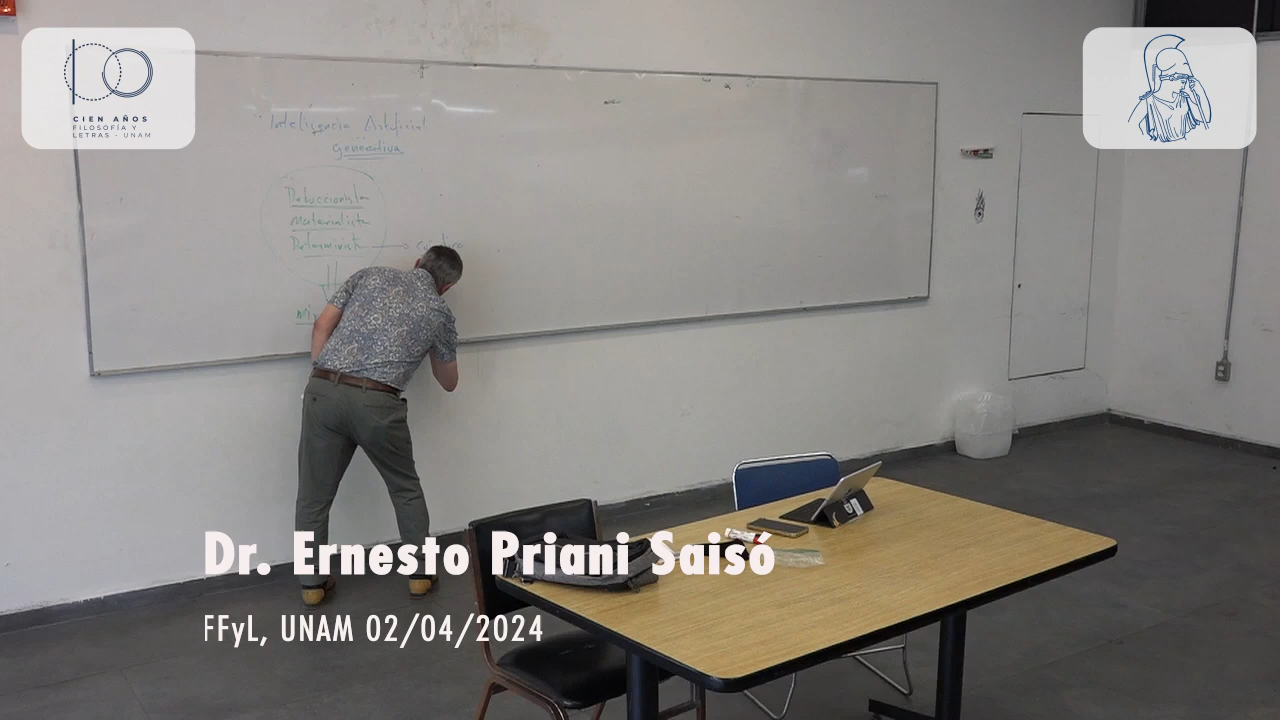 CIEN AÑOS
FILOSOFÍA Y
LETRAS - UNAM
Inteligencia Artificial
generativa
Reduccionista
Materialista
Determinista
Dr. Ernesto Priani Saisó
FFyL, UNAM 02/04/2024